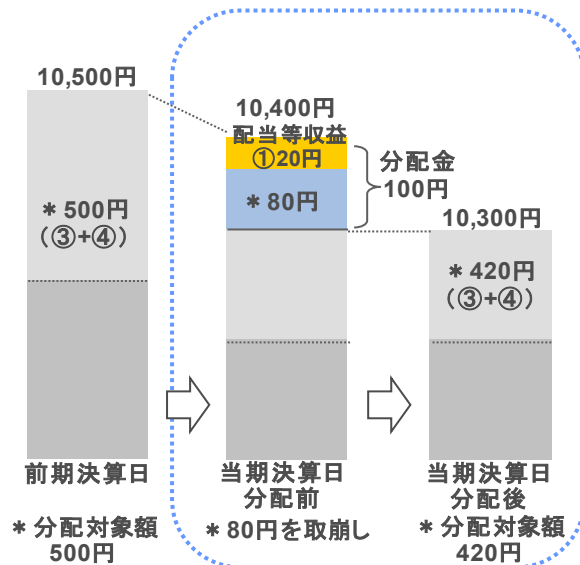 10,500円
10,400円
配当等収益
①20円
分配金
100円
＊80円
＊500円
（③+④）
10,300円
＊420円
（③+④）
前期決算日
当期決算日
分配前
当期決算日
分配後
＊分配対象額
500円
＊80円を取崩し
＊分配対象額
420円